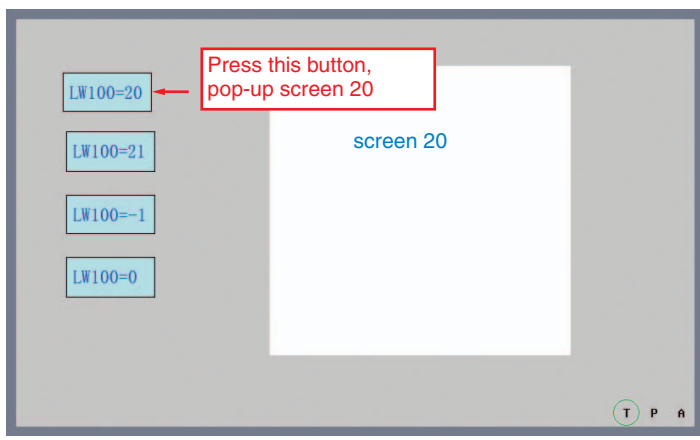 Press this button,
pop-up screen 20
LW100=20
screen 20
LW100=21
LW100=-1
LW100=0
T P A